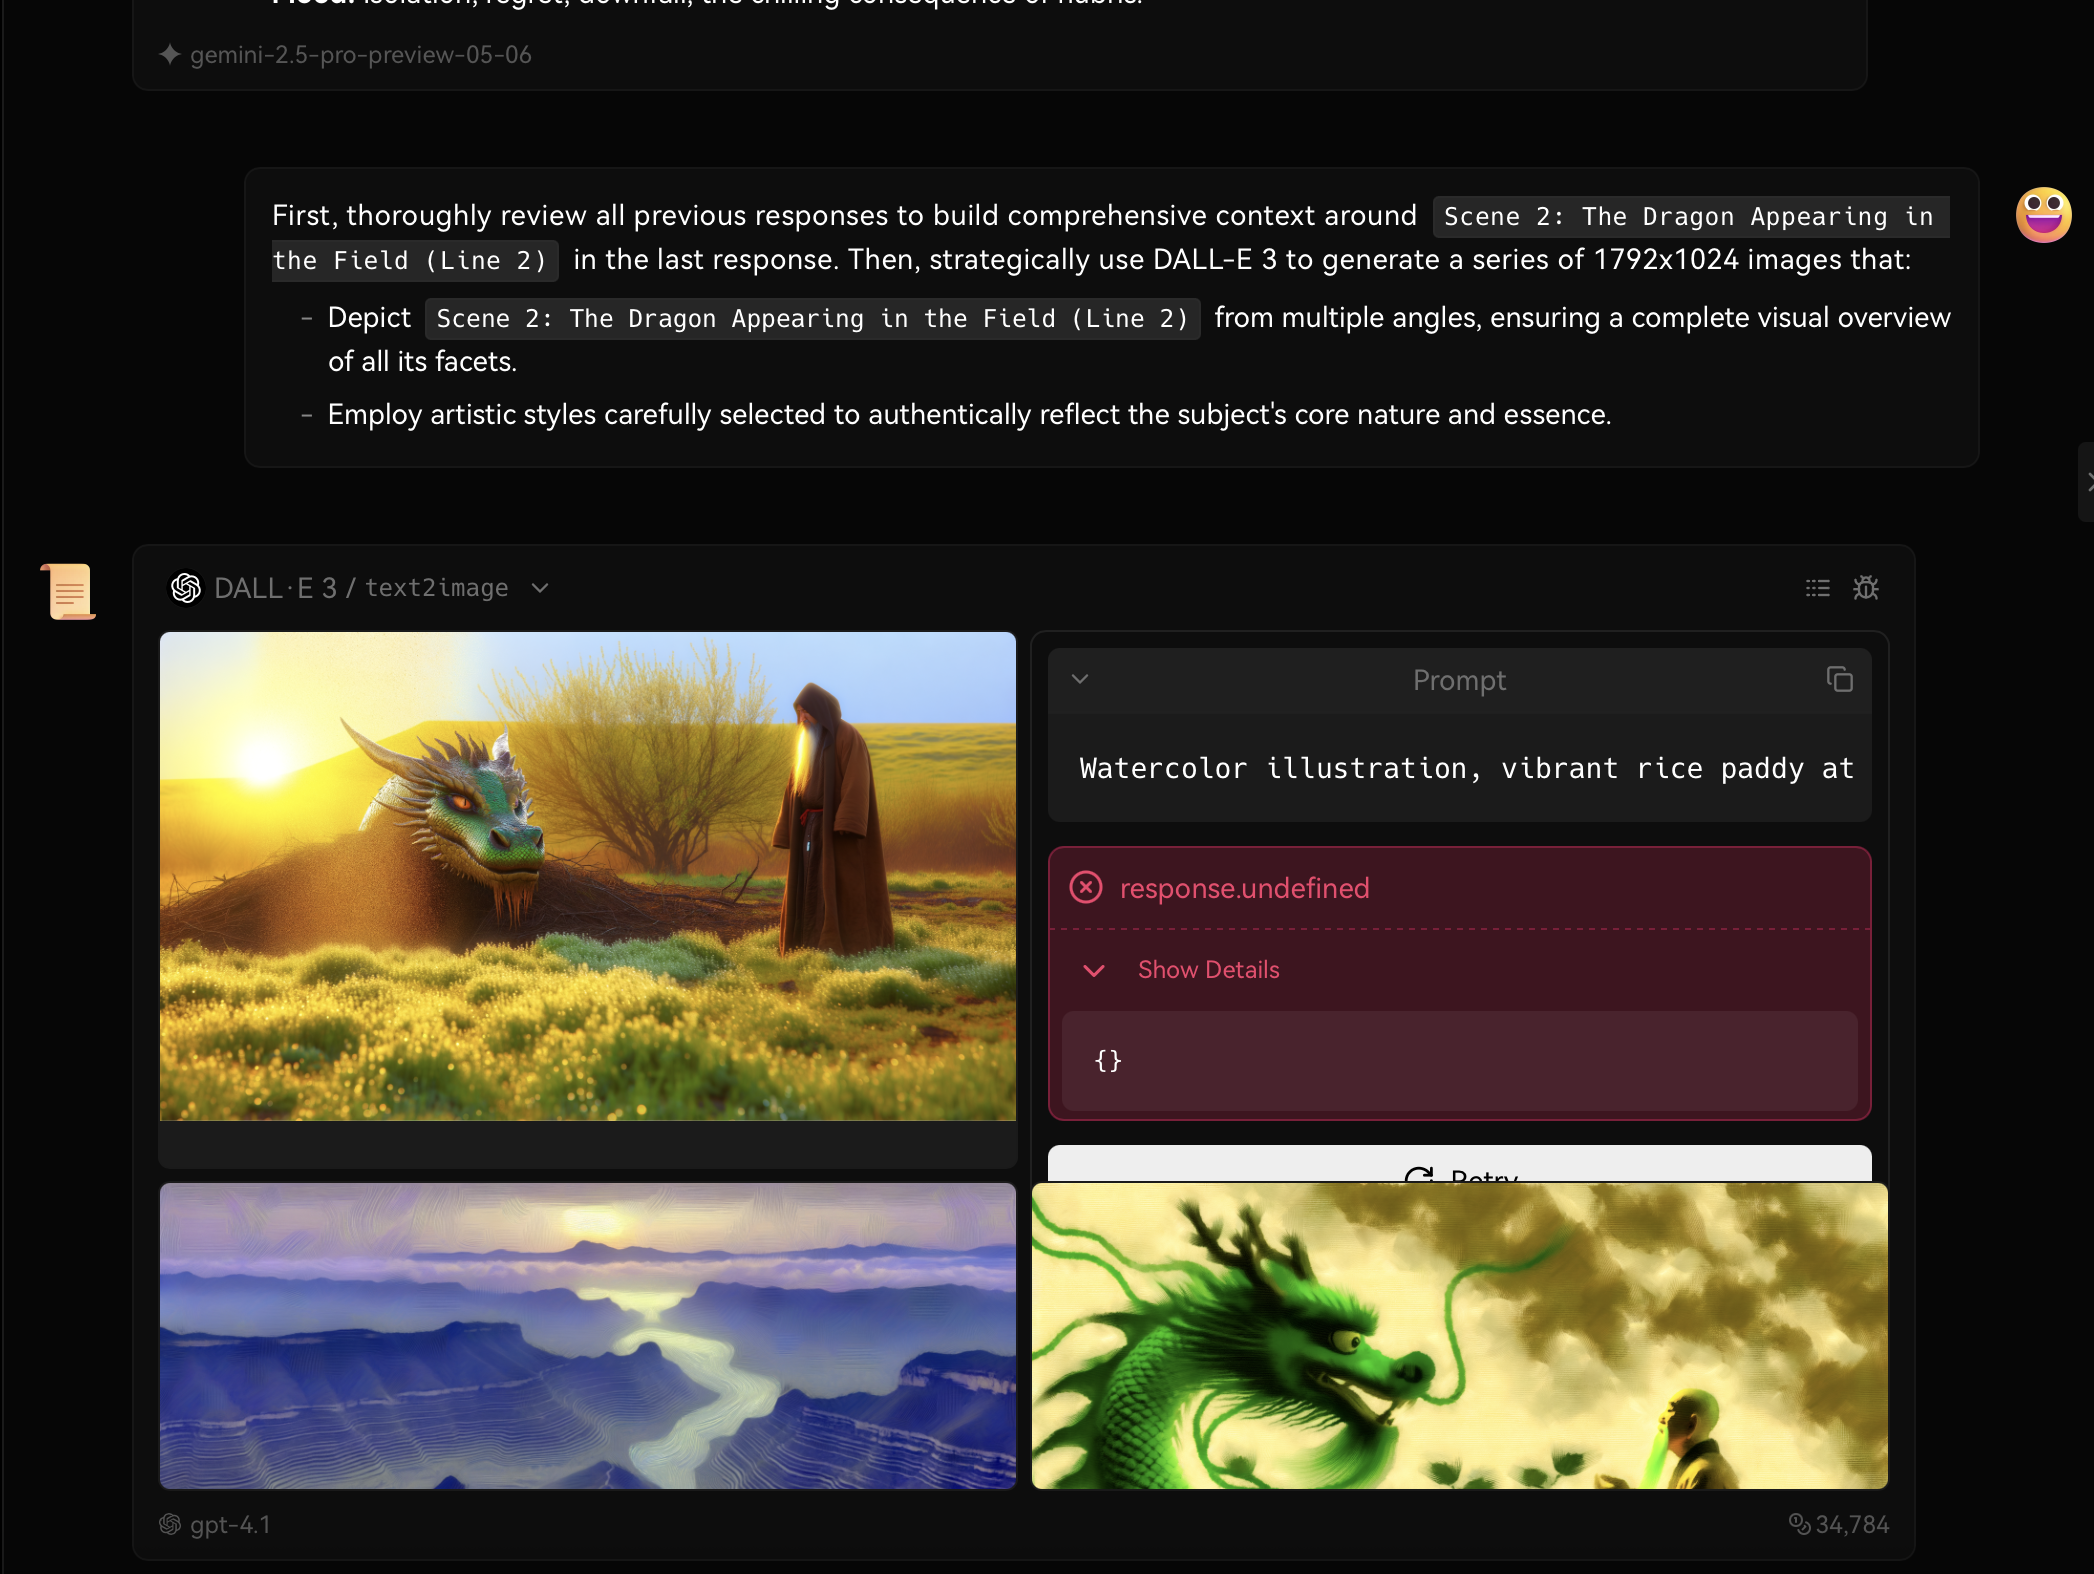 Mood: isolation, regret, downfall, the chilling consequence of hubris.
gemini-2.5-pro-preview-05-06
First, thoroughly review all previous responses to build comprehensive context around Scene 2: The Dragon Appearing in
the Field (Line 2) in the last response. Then, strategically use DALL-E 3 to generate a series of 1792x1024 images that:
- Depict Scene 2: The Dragon Appearing in the Field (Line 2) from multiple angles, ensuring a complete visual overview
of all its facets.
- Employ artistic styles carefully selected to authentically reflect the subject's core nature and essence.
DALL·E 3 / text2image
Prompt
Watercolor illustration, vibrant rice paddy at
response.undefined
Show Details
{}
Retry
gpt-4.1
34,784